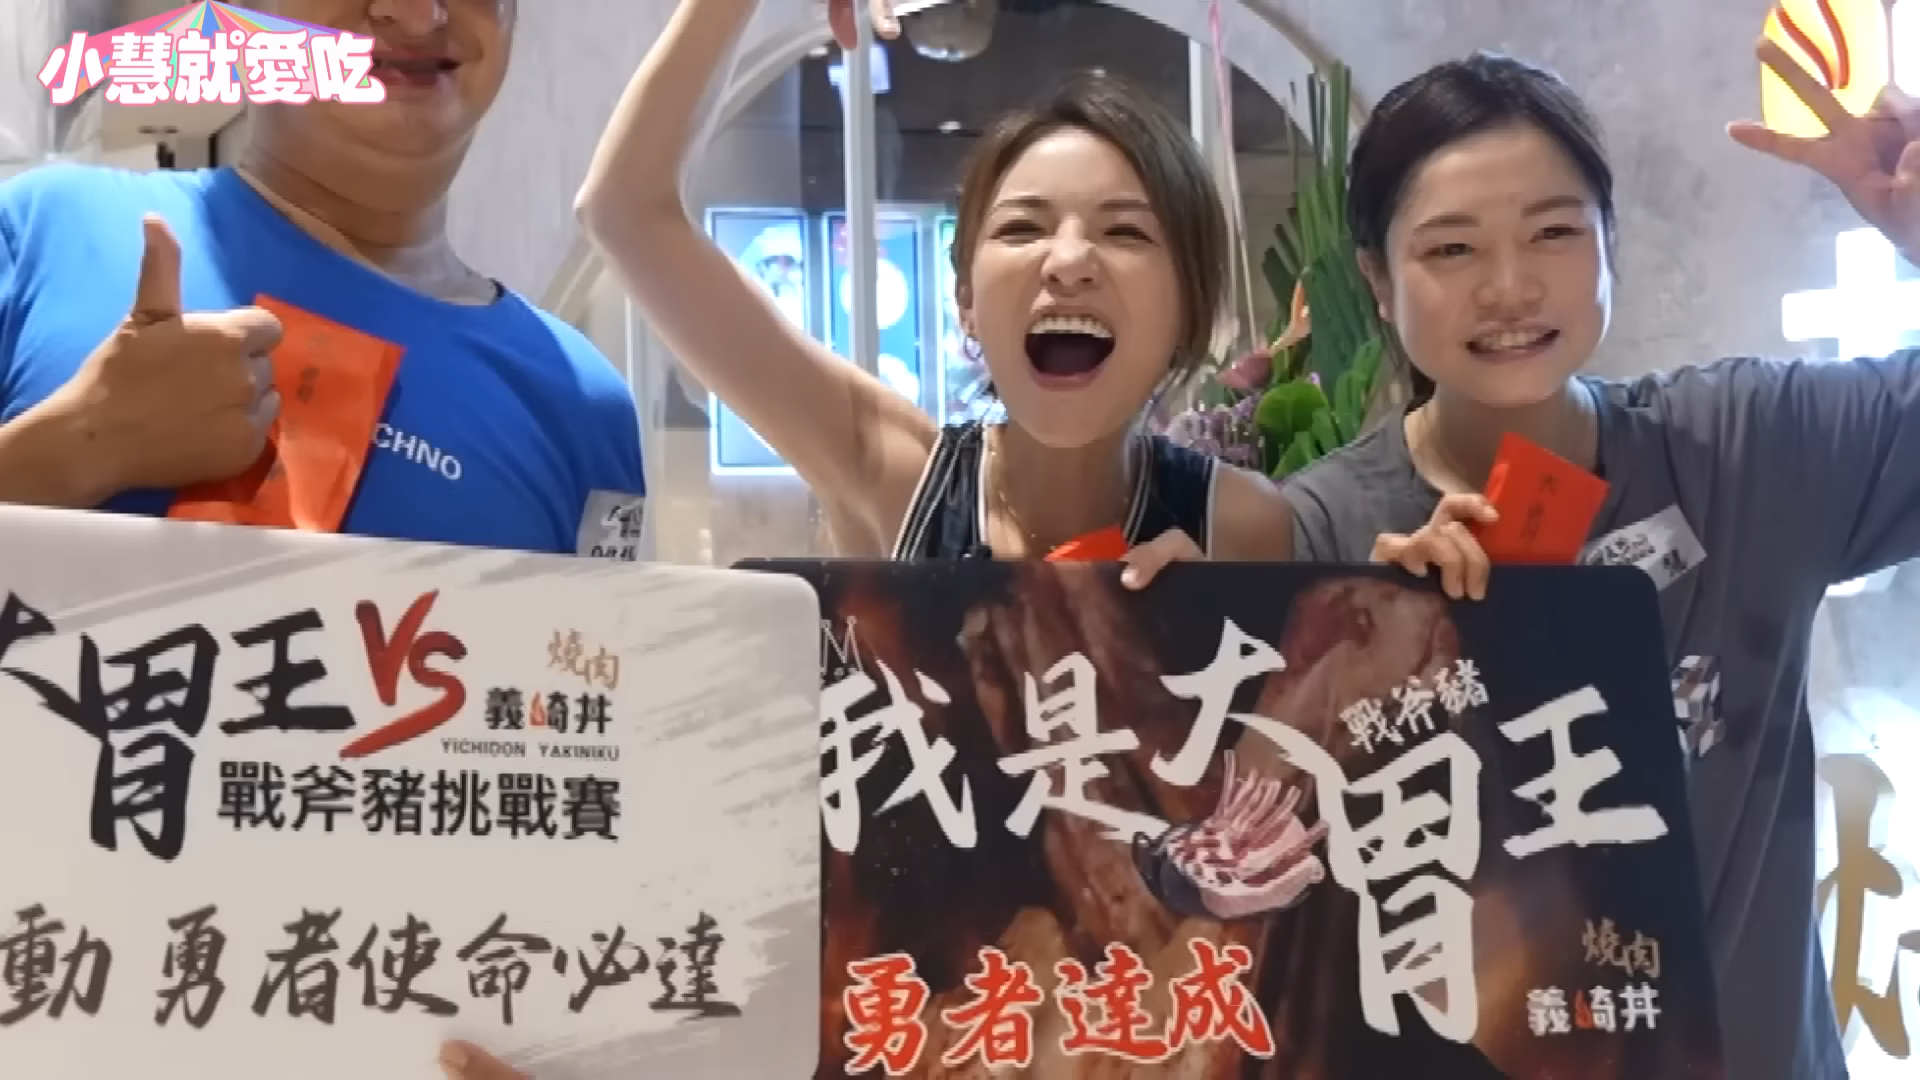 小慧就愛吃
CHNO
大胃王 VS 燒肉
義崎丼
YICHIDON YAKINIKU
戰斧豬挑戰賽
動 勇者使命必達
我是大胃王
戰斧豬
勇者達成
燒肉
義崎丼